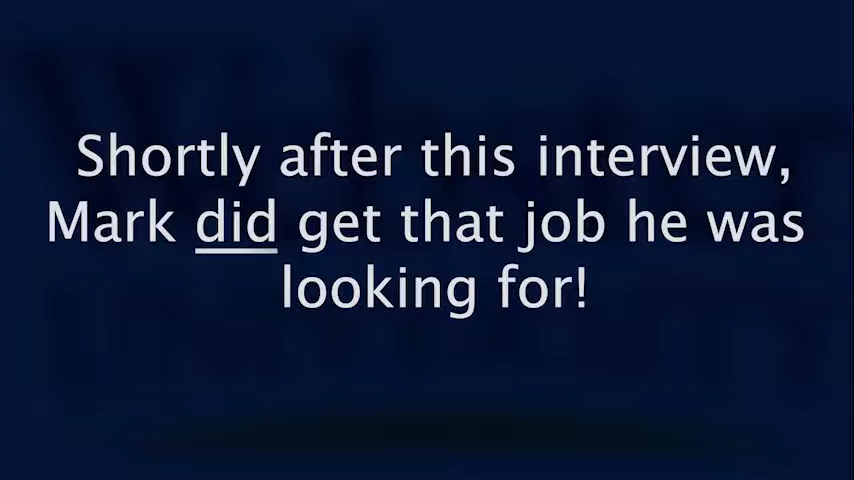 Shortly after this interview,
Mark did get that job he was
looking for!